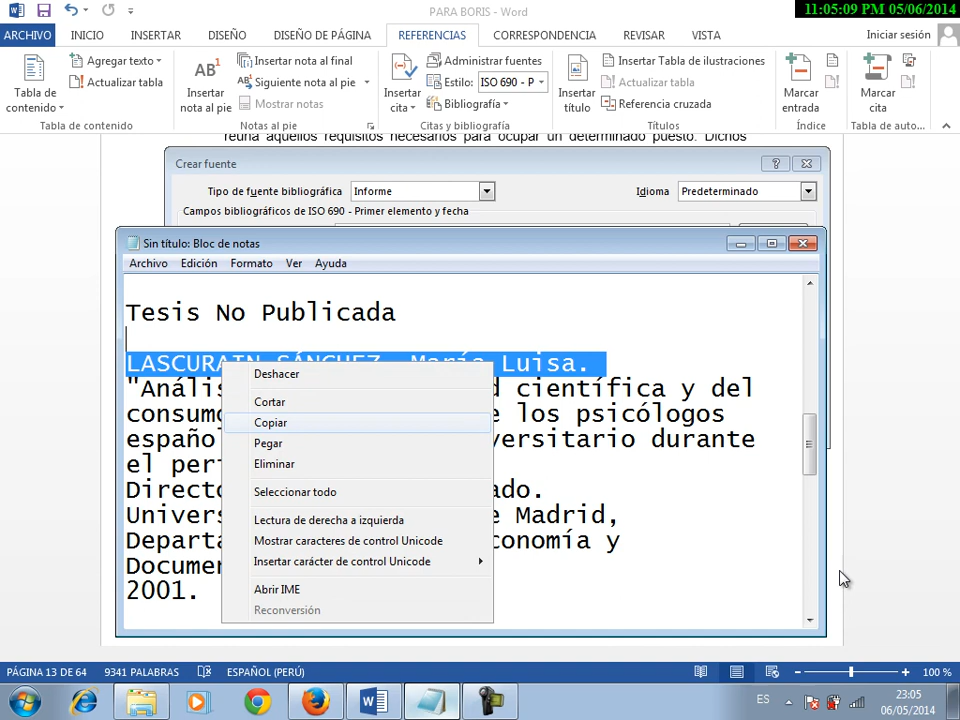 PARA BORIS - Word
11:05:09 PM 05/06/2014
ARCHIVO INICIO INSERTAR DISEÑO DISEÑO DE PÁGINA REFERENCIAS CORRESPONDENCIA REVISAR VISTA Iniciar sesión
Tabla de contenido
Agregar texto
Actualizar tabla
Tabla de contenido
AB1
Insertar nota al pie
Insertar nota al final
Siguiente nota al pie
Mostrar notas
Notas al pie
Insertar cita
Administrar fuentes
Estilo: ISO 690 - P
Bibliografía
Citas y bibliografía
Insertar título
Insertar Tabla de ilustraciones
Actualizar tabla
Referencia cruzada
Títulos
Marcar entrada
Índice
Marcar cita
Tabla de auto...
reúna aquellos requisitos necesarios para ocupar un determinado puesto. Dichos
Crear fuente
Tipo de fuente bibliográfica Informe Idioma Predeterminado
Campos bibliográficos de ISO 690 - Primer elemento y fecha
Sin título: Bloc de notas
Archivo Edición Formato Ver Ayuda
Tesis No Publicada
LASCURAIN SÁNCHEZ, María Luisa.
"Anális d científica y del
consumo e los psicólogos
español versitario durante
el per
Directo ado.
Univers e Madrid,
Departa conomía y
Documen
2001.
Deshacer
Cortar
Copiar
Pegar
Eliminar
Seleccionar todo
Lectura de derecha a izquierda
Mostrar caracteres de control Unicode
Insertar carácter de control Unicode
Abrir IME
Reconversión
PÁGINA 13 DE 64 9341 PALABRAS ESPAÑOL (PERÚ) 100 %
ES
23:05
06/05/2014